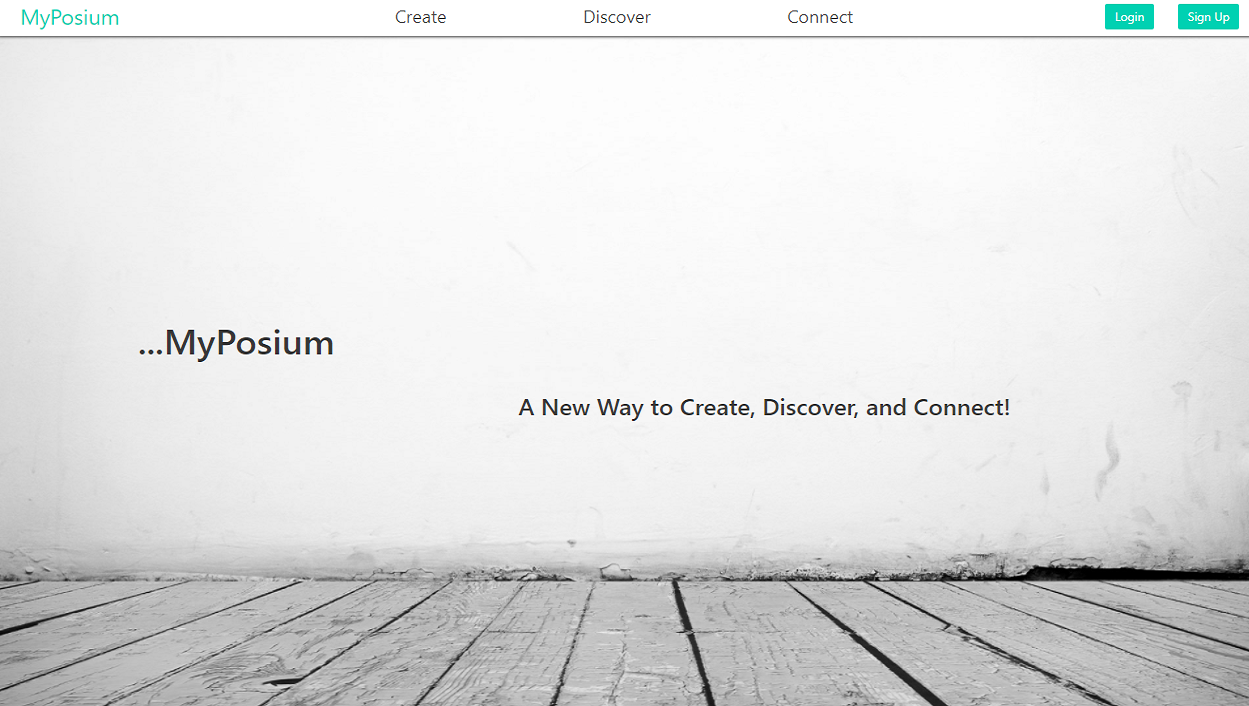 MyPosium Create Discover Connect Login Sign Up
...MyPosium
A New Way to Create, Discover, and Connect!